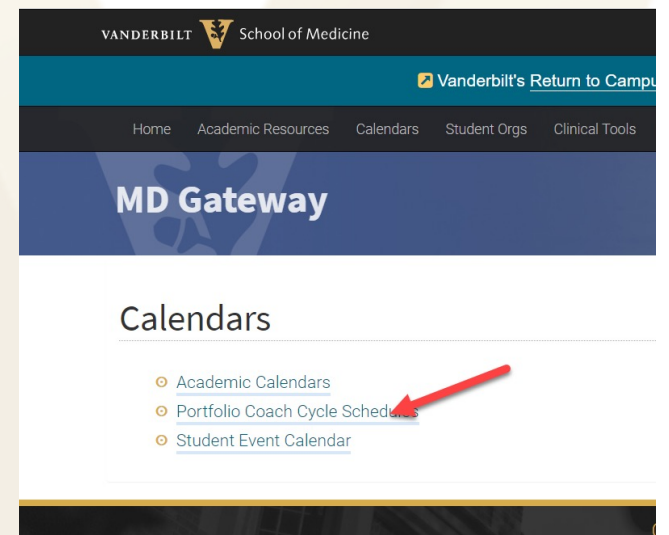 VANDERBILT School of Medicine
Vanderbilt's Return to Campu
Home Academic Resources Calendars Student Orgs Clinical Tools
MD Gateway
Calendars
Academic Calendars
Portfolio Coach Cycle Schedules
Student Event Calendar